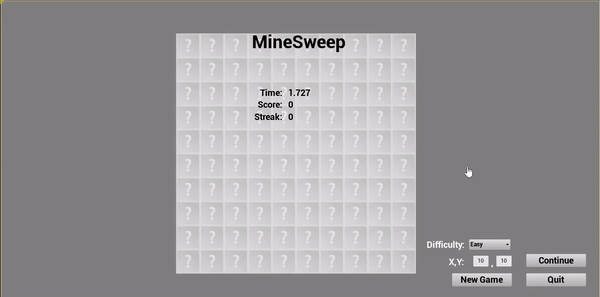 MineSweep
Time: 1.727
Score: 0
Streak: 0
Difficulty: Easy
X,Y: 10 , 10
Continue
New Game
Quit